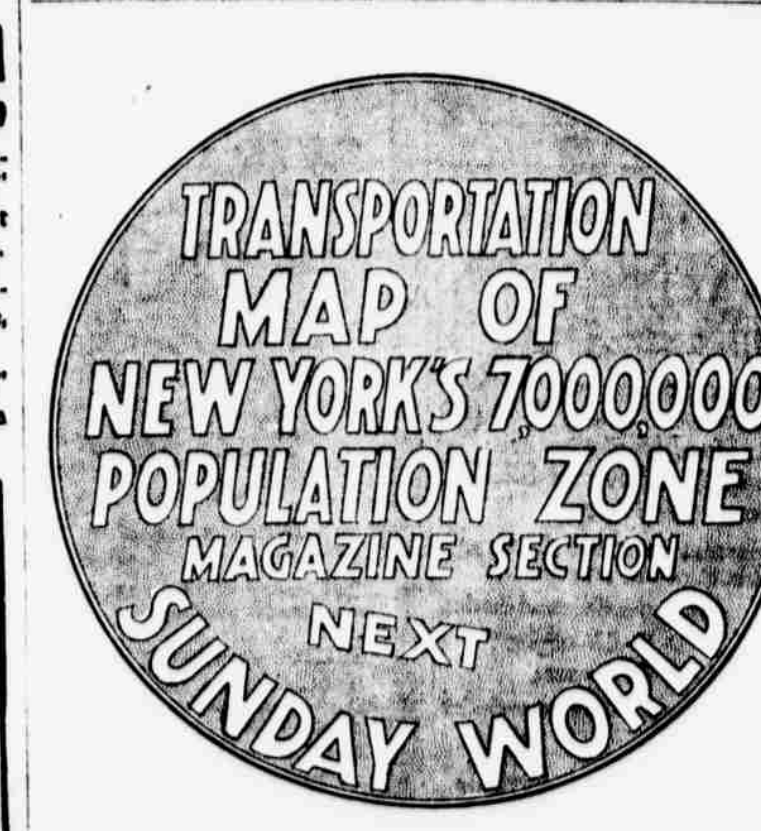 TRANSPORTATION
MAP OF
NEW YORK'S 7,000,000
POPULATION ZONE
MAGAZINE SECTION
NEXT
SUNDAY WORLD